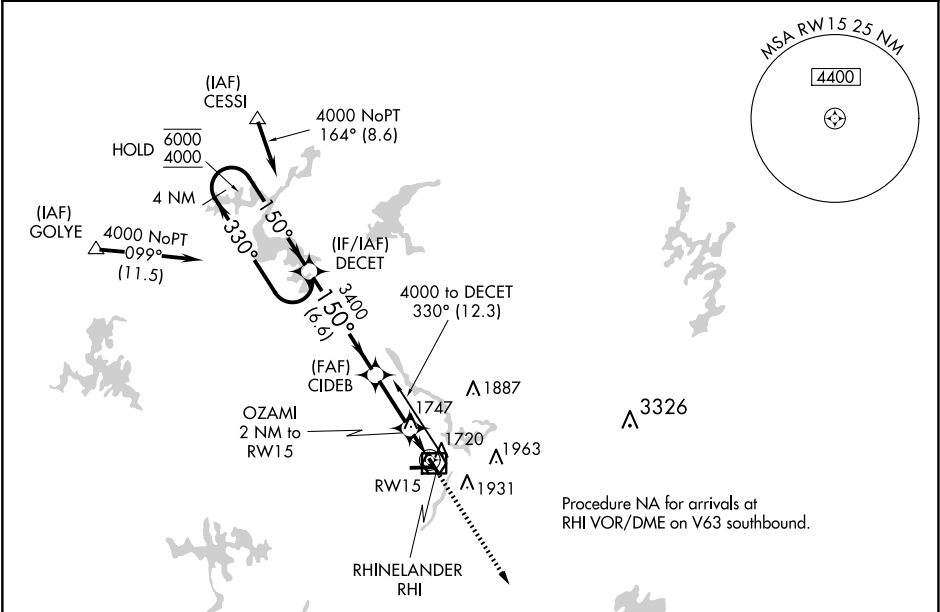 MSA RW15 25 NM
4400
(IAF)
CESSI
4000 NoPT
164° (8.6)
HOLD
6000
4000
4 NM
150°
330°
(IAF)
GOLYE
4000 NoPT
099°
(11.5)
(IF/IAF)
DECET
3400
150°
(6.6)
4000 to DECET
330° (12.3)
(FAF)
CIDEB
1887
1747
3326
OZAMI
2 NM to
RW15
1720
1963
RW15
1931
Procedure NA for arrivals at
RHI VOR/DME on V63 southbound.
RHINELANDER
RHI